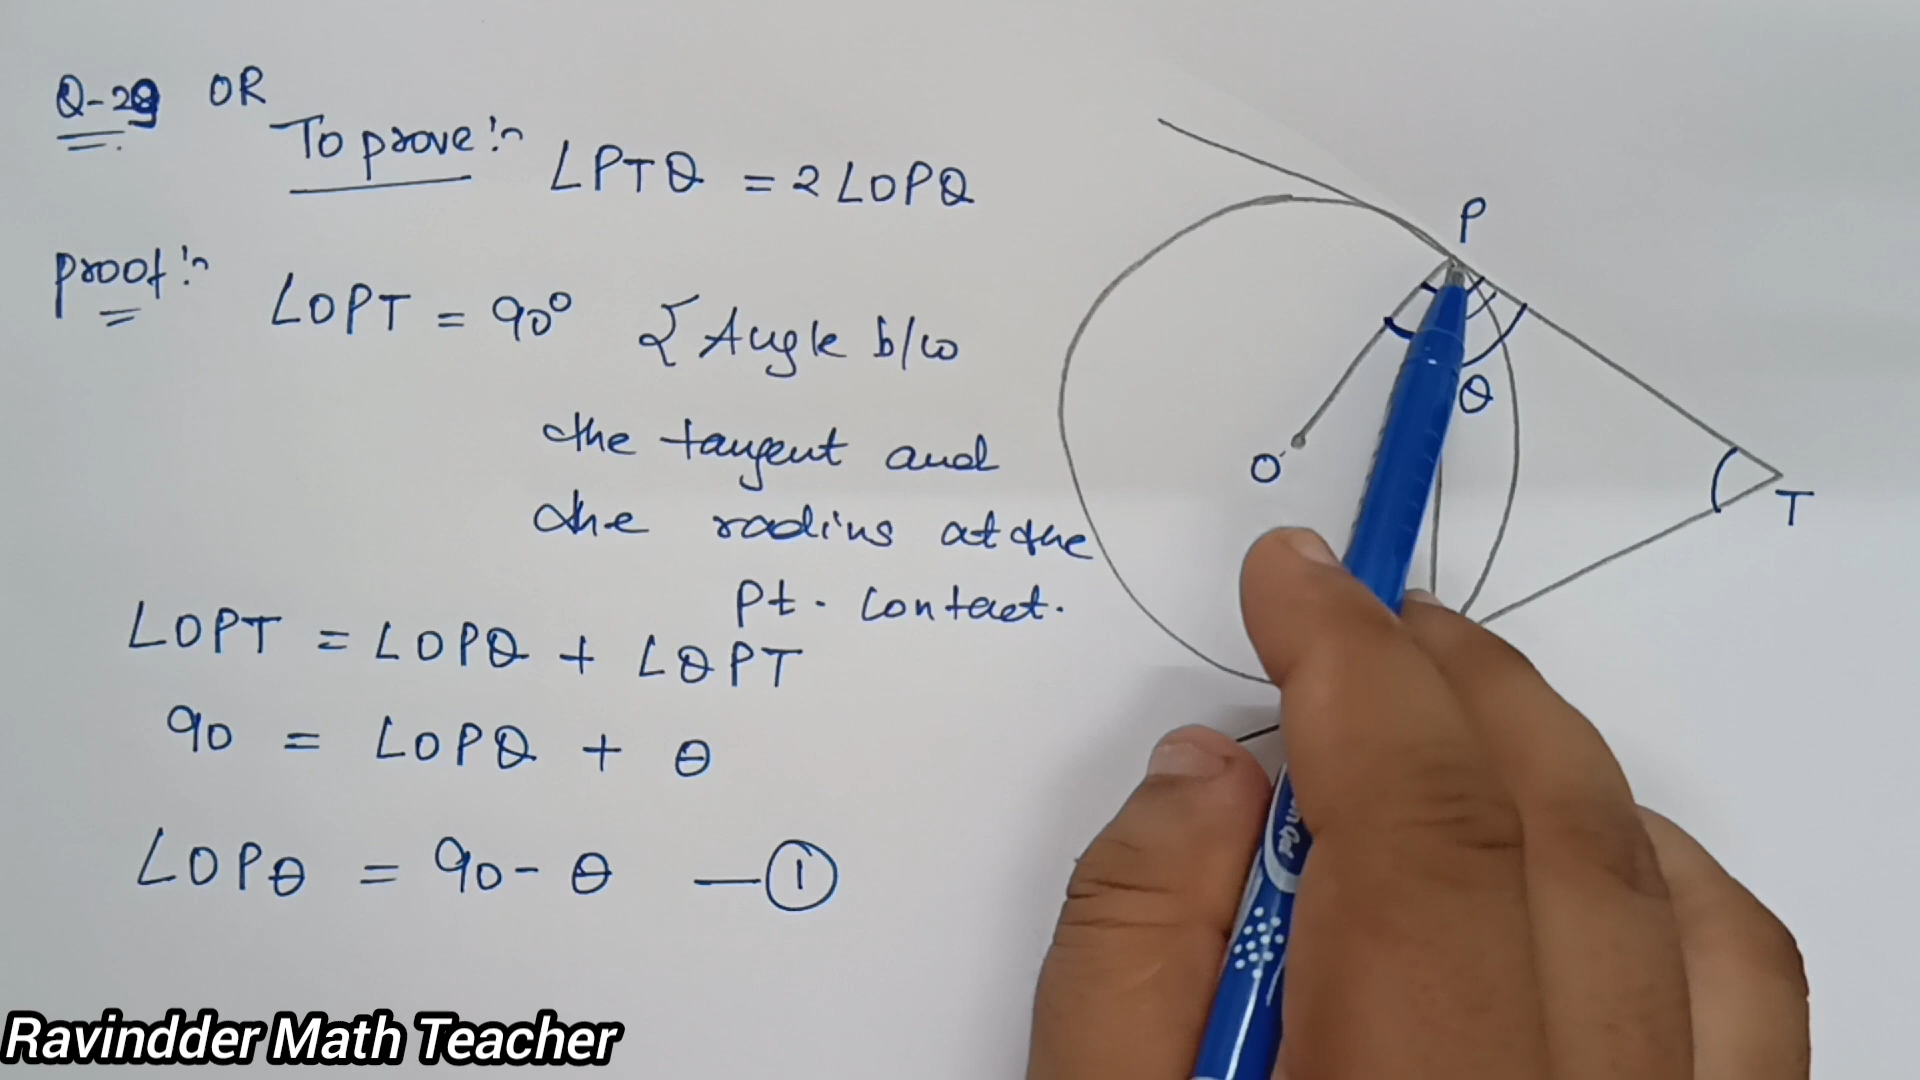 Q-29 OR
To prove:- ∠PTQ = 2∠OPQ
Proof:- ∠OPT = 90° { Angle b/w
the tangent and
the radius at the
Pt. Contact.
∠OPT = ∠OPQ + ∠QPT
90 = ∠OPQ + θ
∠OPQ = 90 - θ —①
P
θ
O
T
Ravindder Math Teacher